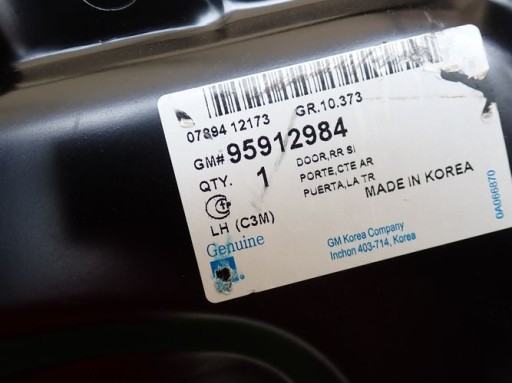 07894 12173 GR.10.373
GM# 95912984
QTY. 1
DOOR,RR SI
PORTE,CTE AR
PUERTA,LA TR
MADE IN KOREA
LH (C3M)
Genuine
GM Korea Company
Inchon 403-714, Korea
0A066870